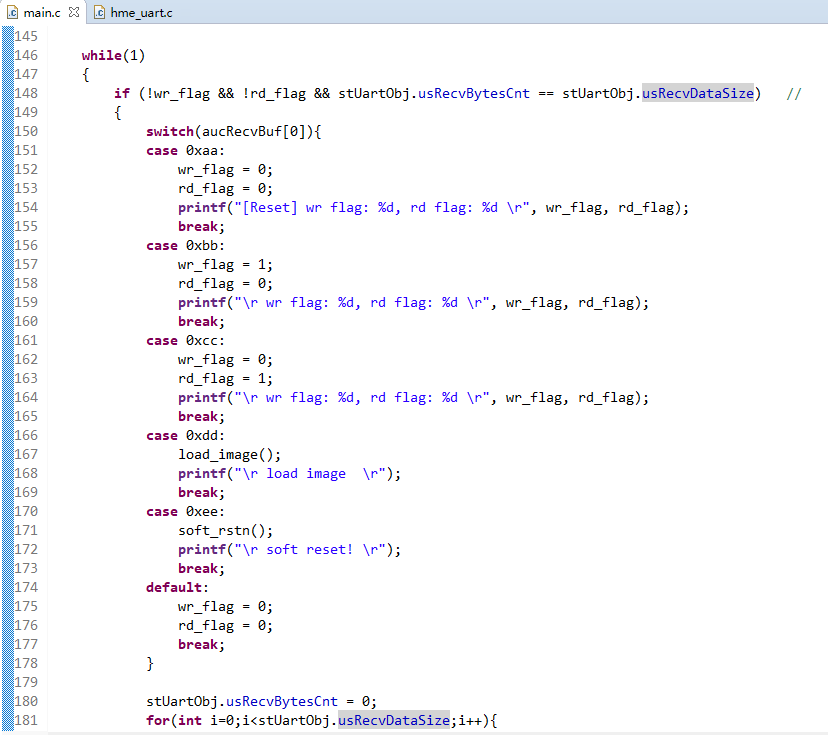 main.c hme_uart.c
145
146 while(1)
147 {
148 if (!wr_flag && !rd_flag && stUartObj.usRecvBytesCnt == stUartObj.usRecvDataSize) //
149 {
150 switch(aucRecvBuf[0]){
151 case 0xaa:
152 wr_flag = 0;
153 rd_flag = 0;
154 printf("[Reset] wr flag: %d, rd flag: %d \r", wr_flag, rd_flag);
155 break;
156 case 0xbb:
157 wr_flag = 1;
158 rd_flag = 0;
159 printf("\r wr flag: %d, rd flag: %d \r", wr_flag, rd_flag);
160 break;
161 case 0xcc:
162 wr_flag = 0;
163 rd_flag = 1;
164 printf("\r wr flag: %d, rd flag: %d \r", wr_flag, rd_flag);
165 break;
166 case 0xdd:
167 load_image();
168 printf("\r load image  \r");
169 break;
170 case 0xee:
171 soft_rstn();
172 printf("\r soft reset! \r");
173 break;
174 default:
175 wr_flag = 0;
176 rd_flag = 0;
177 break;
178 }
179
180 stUartObj.usRecvBytesCnt = 0;
181 for(int i=0;i<stUartObj.usRecvDataSize;i++){